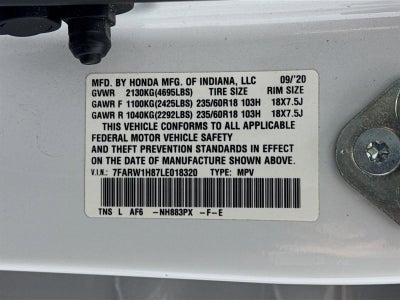 MFD. BY HONDA MFG. OF INDIANA, LLC 09/'20
GVWR 2130KG(4695LBS) TIRE SIZE RIM SIZE
GAWR F 1100KG(2425LBS) 235/60R18 103H 18X7.5J
GAWR R 1040KG(2292LBS) 235/60R18 103H 18X7.5J
THIS VEHICLE CONFORMS TO ALL APPLICABLE
FEDERAL MOTOR VEHICLE SAFETY
AND THEFT PREVENTION STANDARDS IN EFFECT
ON THE DATE OF MANUFACTURE SHOWN ABOVE.
V.I.N.: 7FARW1H87LE018320 TYPE: MPV
TNS L AF6 -NH883PX -F-E